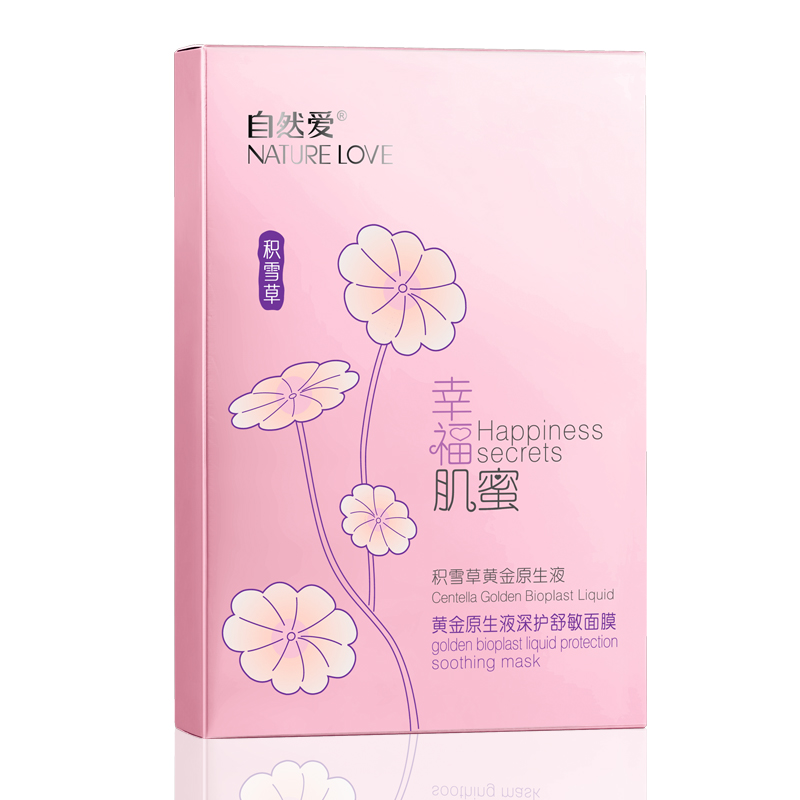 自然爱®
NATURE LOVE
积雪草
幸福
Happiness
secrets
肌蜜
积雪草黄金原生液
Centella Golden Bioplast Liquid
黄金原生液深护舒敏面膜
golden bioplast liquid protection
soothing mask
soothing mask